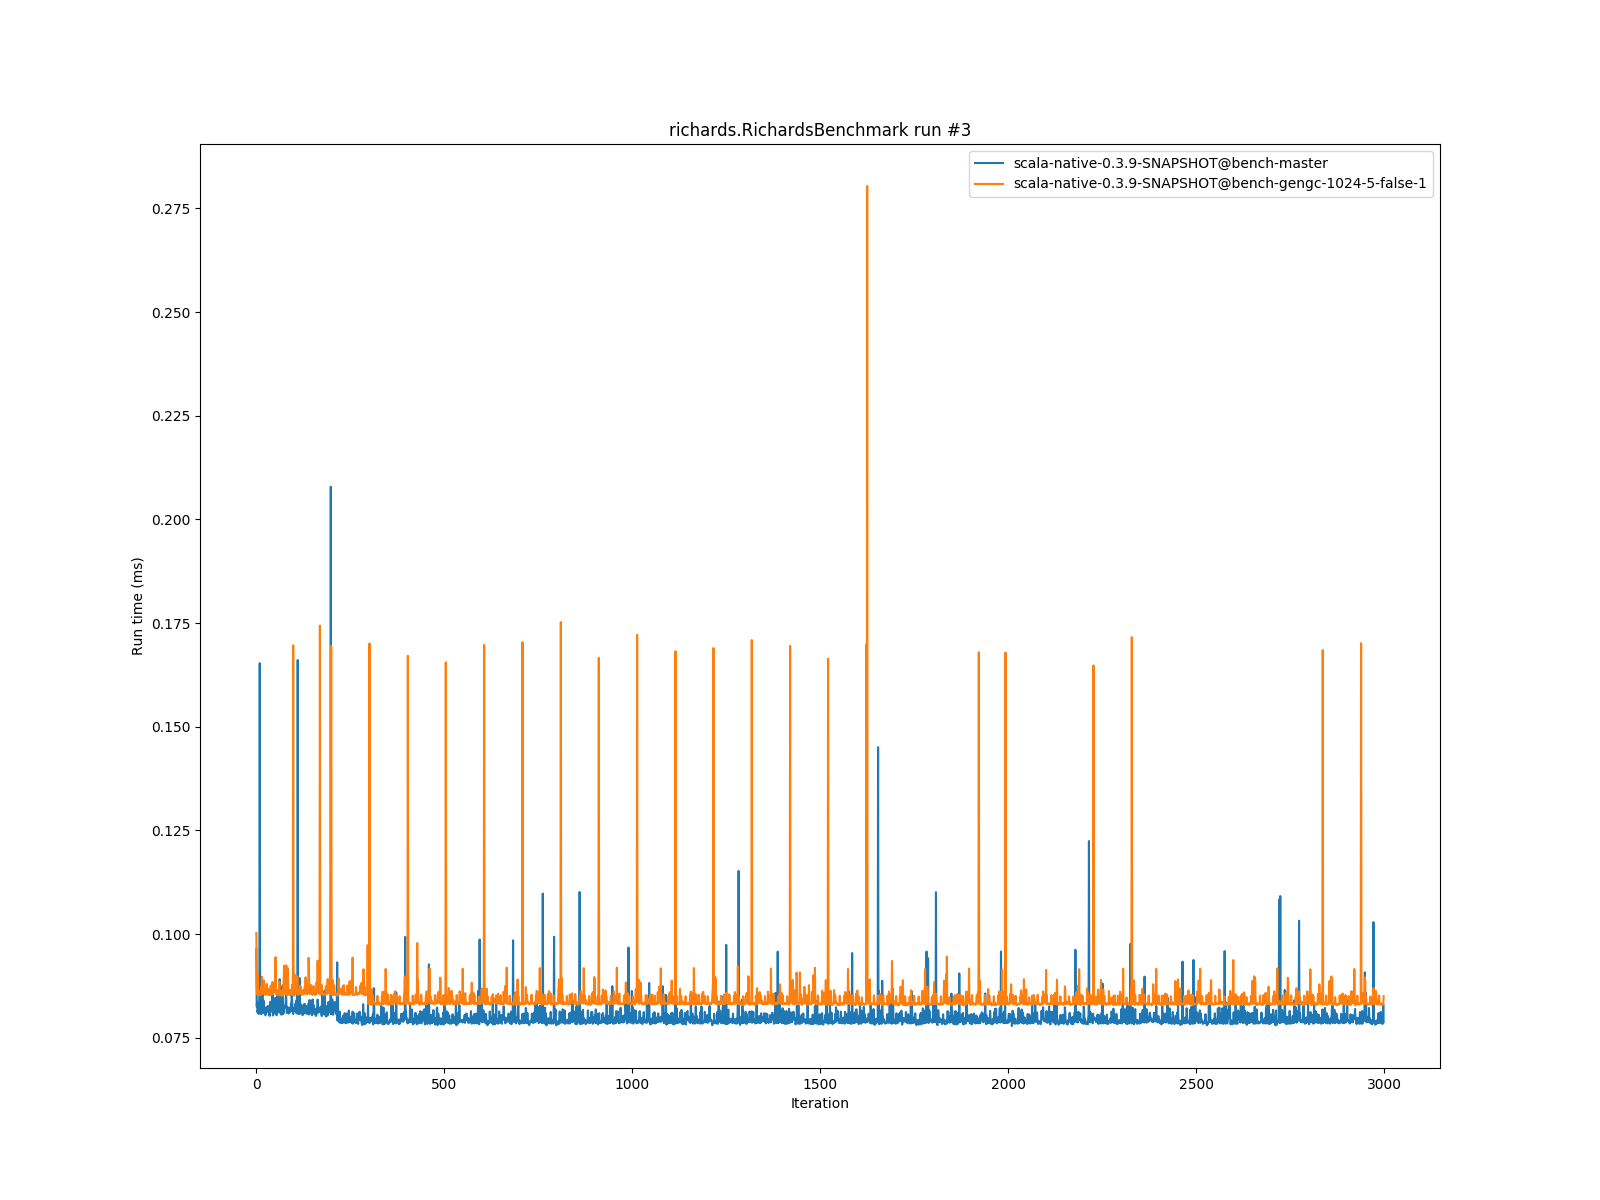 richards.RichardsBenchmark run #3
scala-native-0.3.9-SNAPSHOT@bench-master
scala-native-0.3.9-SNAPSHOT@bench-gengc-1024-5-false-1
0.275
0.250
0.225
0.200
0.175
0.150
0.125
0.100
0.075
Run time (ms)
0 500 1000 1500 2000 2500 3000
Iteration